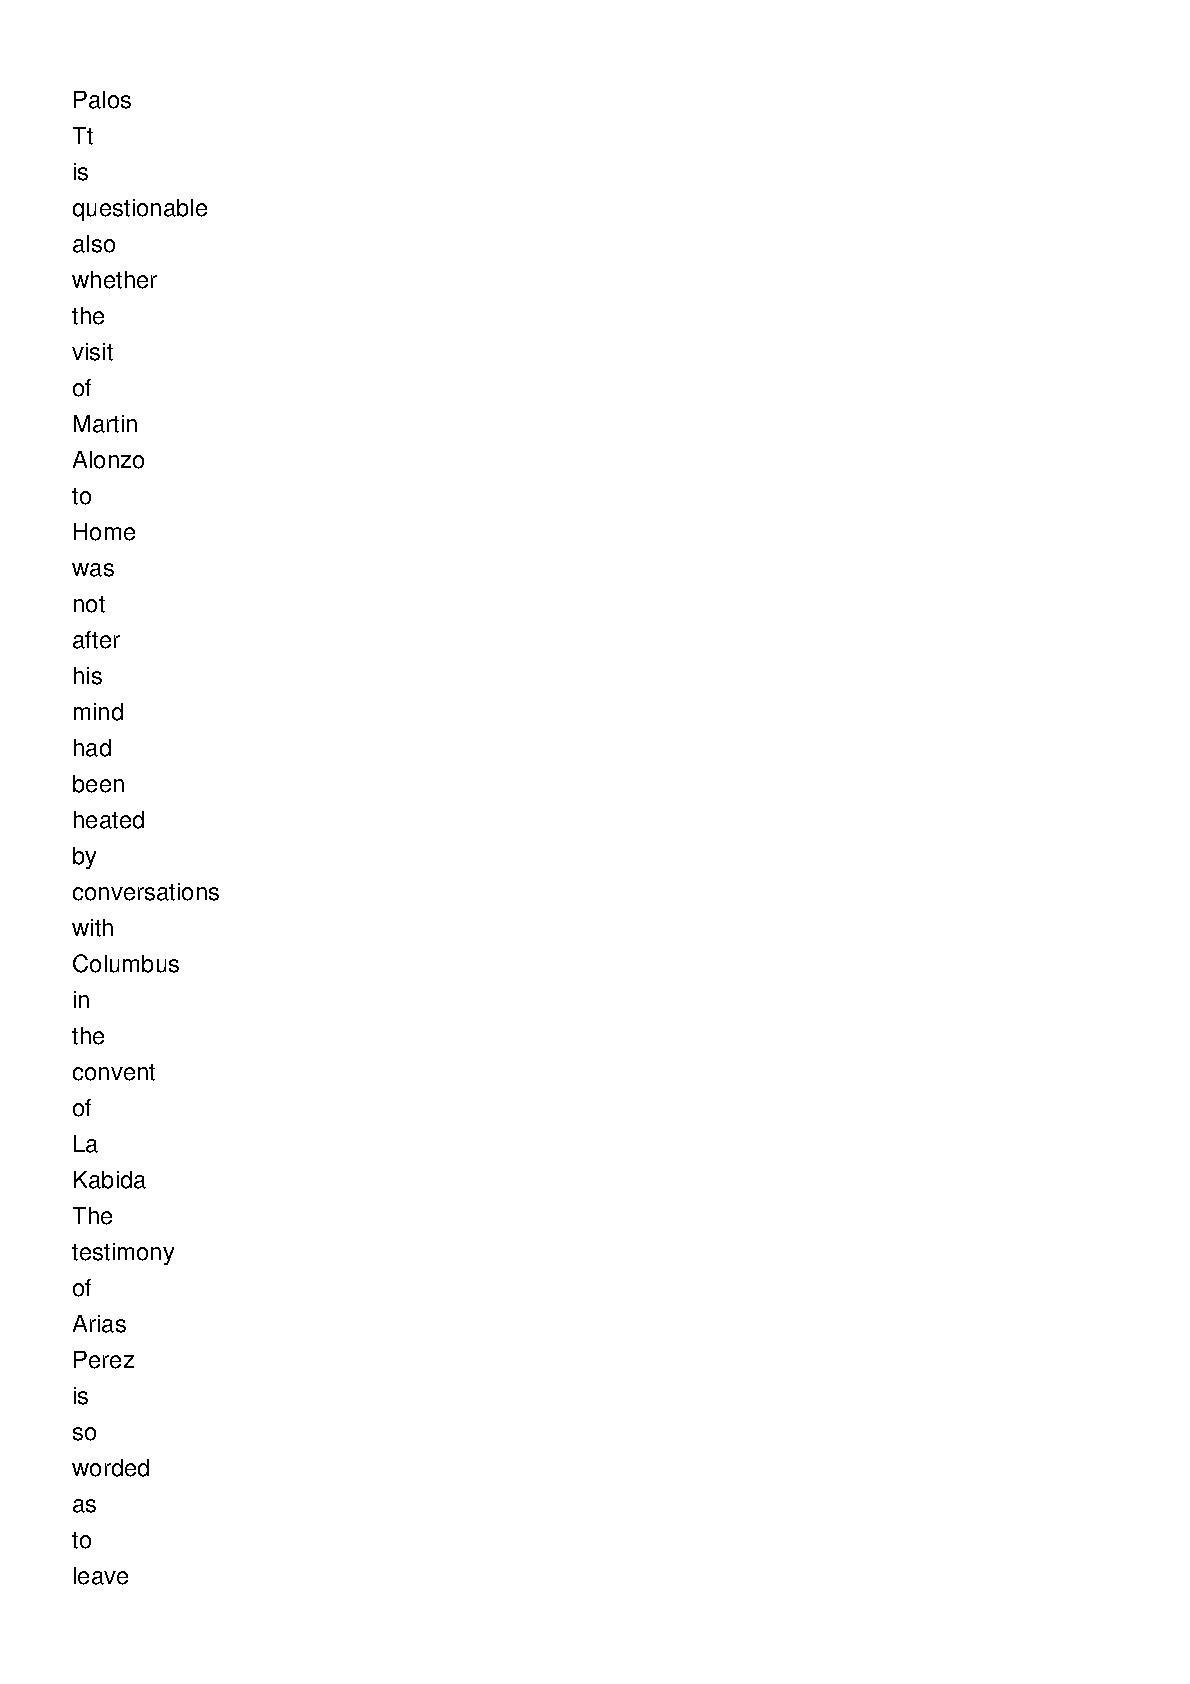 Palos
Tt
is
questionable
also
whether
the
visit
of
Martin
Alonzo
to
Home
was
not
after
his
mind
had
been
heated
by
conversations
with
Columbus
in
the
convent
of
La
Kabida
The
testimony
of
Arias
Perez
is
so
worded
as
to
leave